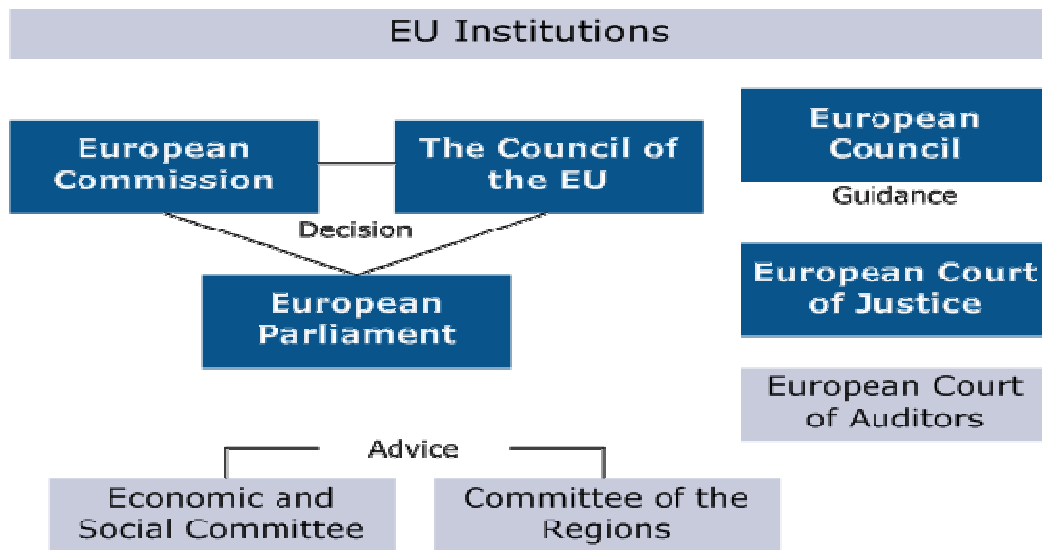 EU Institutions
European
Commission
The Council of
the EU
Decision
European
Parliament
European
Council
Guidance
European Court
of Justice
European Court
of Auditors
Advice
Economic and
Social Committee
Committee of the
Regions